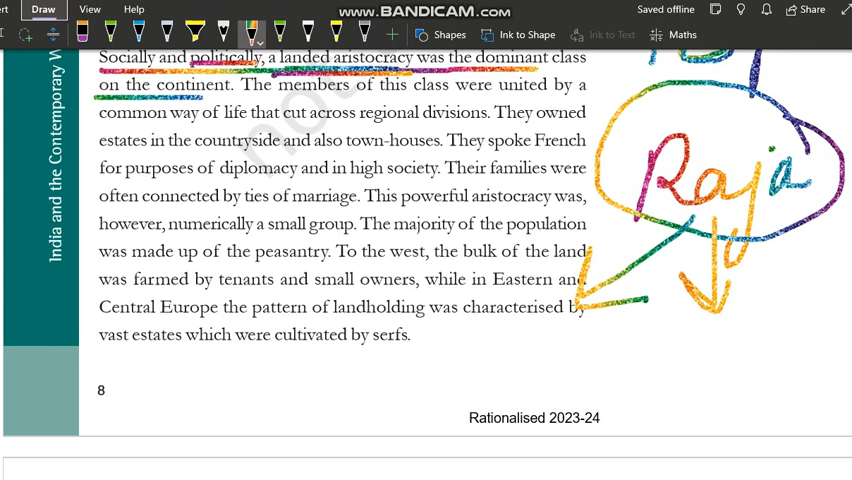 www.BANDICAM.com
Saved offline
Draw View Help
Share
Shapes Ink to Shape Ink to Text Maths
India and the Contemporary W
Socially and politically, a landed aristocracy was the dominant class
on the continent. The members of this class were united by a
common way of life that cut across regional divisions. They owned
estates in the countryside and also town-houses. They spoke French
for purposes of diplomacy and in high society. Their families were
often connected by ties of marriage. This powerful aristocracy was,
however, numerically a small group. The majority of the population
was made up of the peasantry. To the west, the bulk of the land
was farmed by tenants and small owners, while in Eastern and
Central Europe the pattern of landholding was characterised by
vast estates which were cultivated by serfs.
Raja
not
8
Rationalised 2023-24